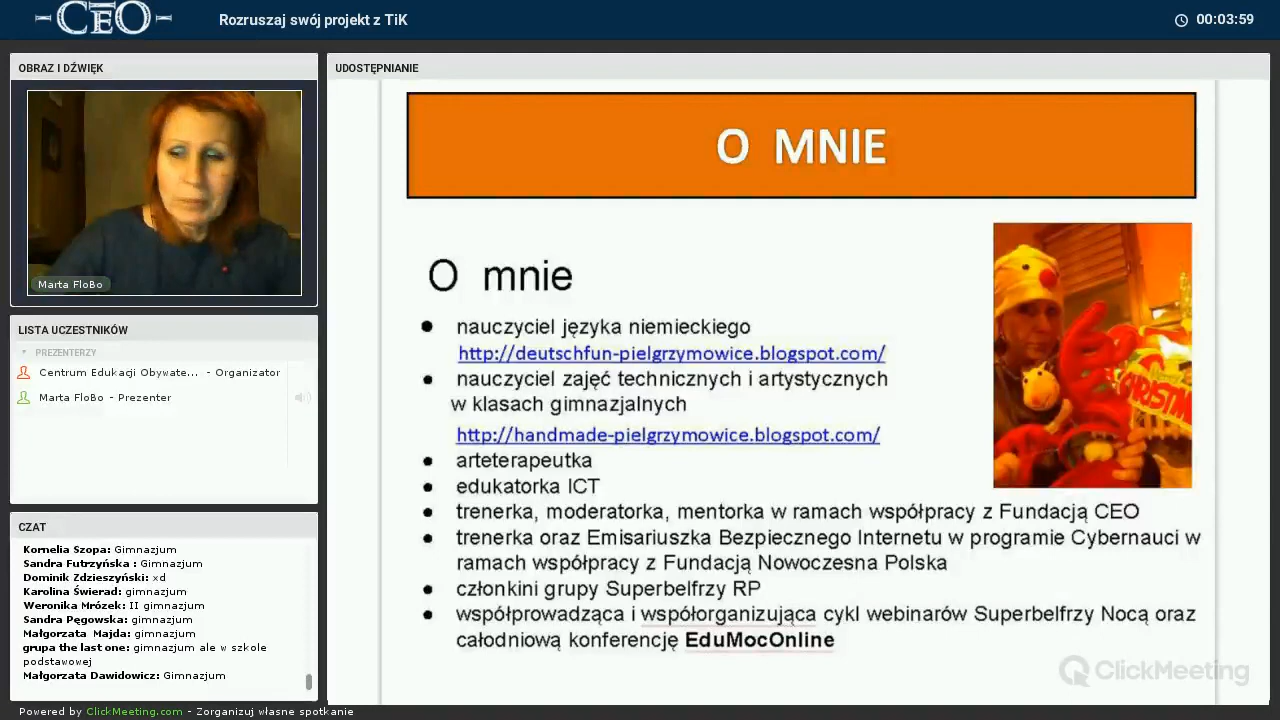 CEO
Rozruszaj swój projekt z TiK
00:03:59
OBRAZ I DŹWIĘK
Marta FloBo
LISTA UCZESTNIKÓW
PREZENTERZY
Centrum Edukacji Obywate... - Organizator
Marta FloBo - Prezenter
CZAT
Kornelia Szopa: Gimnazjum
Sandra Futrzyńska : Gimnazjum
Dominik Zdzieszyński: xd
Karolina Świerad: gimnazjum
Weronika Mrózek: II gimnazjum
Sandra Pęgowska: gimnazjum
Małgorzata Majda: gimnazjum
grupa the last one: gimnazjum ale w szkole
podstawowej
Małgorzata Dawidowicz: Gimnazjum
Powered by ClickMeeting.com - Zorganizuj własne spotkanie
UDOSTĘPNIANIE
O MNIE
O mnie
● nauczyciel języka niemieckiego
http://deutschfun-pielgrzymowice.blogspot.com/
● nauczyciel zajęć technicznych i artystycznych
w klasach gimnazjalnych
http://handmade-pielgrzymowice.blogspot.com/
● arteterapeutka
● edukatorka ICT
● trenerka, moderatorka, mentorka w ramach współpracy z Fundacją CEO
● trenerka oraz Emisariuszka Bezpiecznego Internetu w programie Cybernauci w
ramach współpracy z Fundacją Nowoczesna Polska
● członkini grupy Superbelfrzy RP
● współprowadząca i współorganizująca cykl webinarów Superbelfrzy Nocą oraz
całodniową konferencję EduMocOnline
CHRISTM
ClickMeeting